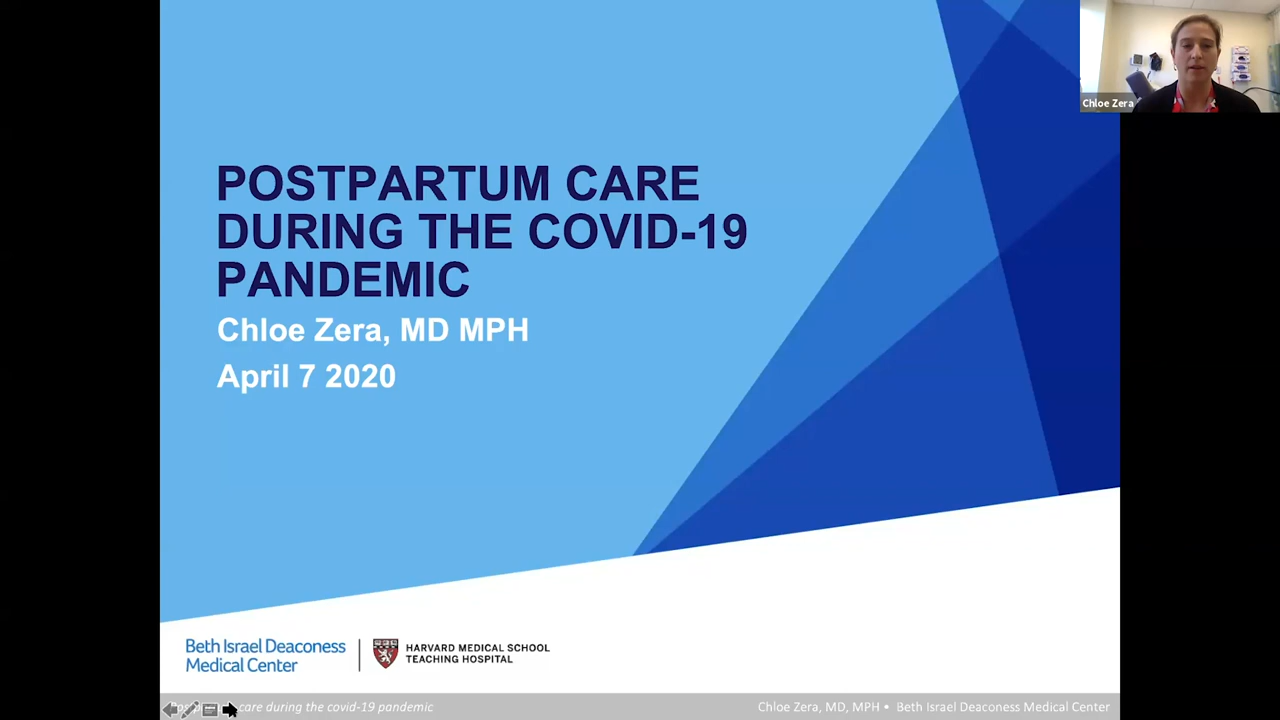 Chloe Zera
POSTPARTUM CARE
DURING THE COVID-19
PANDEMIC
Chloe Zera, MD MPH
April 7 2020
Beth Israel Deaconess
Medical Center
HARVARD MEDICAL SCHOOL
TEACHING HOSPITAL
care during the covid-19 pandemic
Chloe Zera, MD, MPH • Beth Israel Deaconess Medical Center